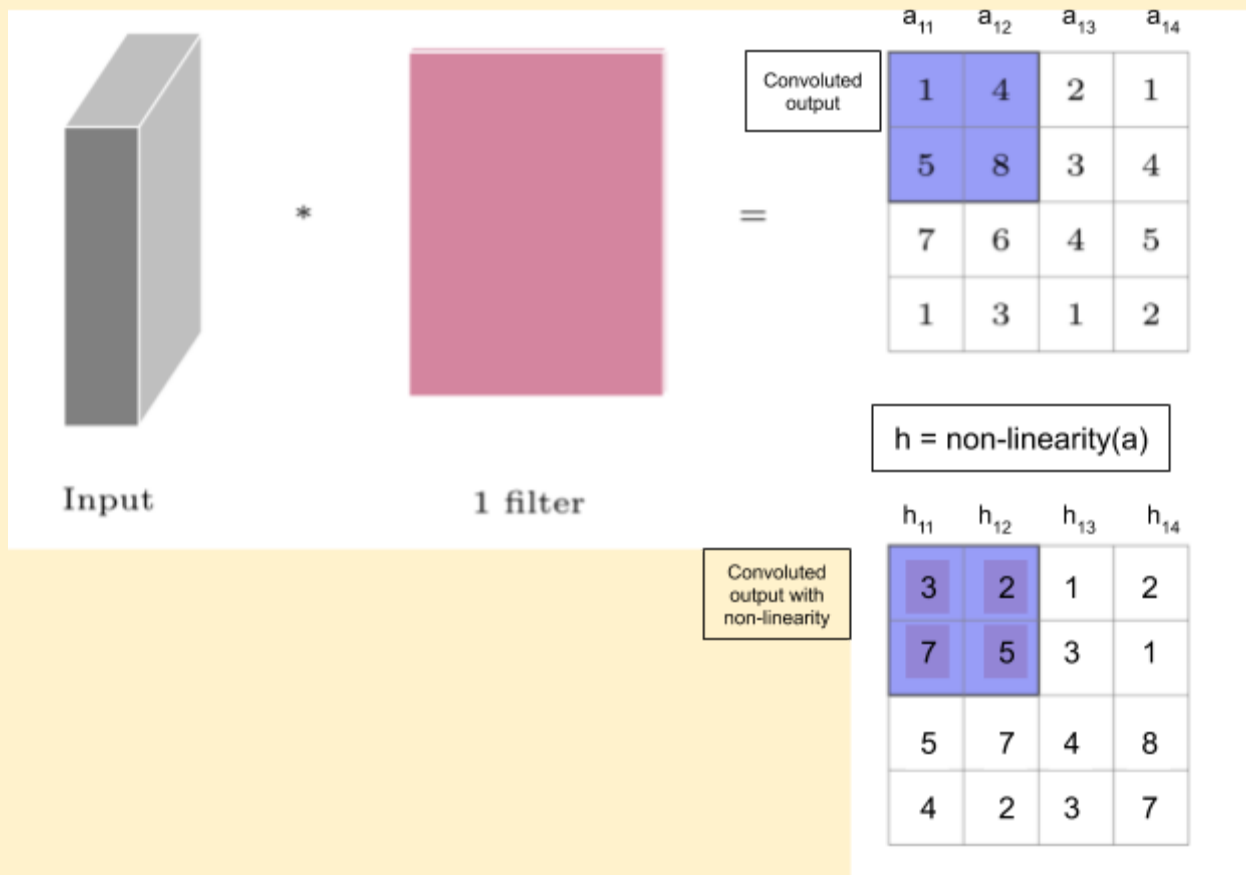 a11 a12 a13 a14
Convoluted
output
1 4 2 1
5 8 3 4
*
=
7 6 4 5
1 3 1 2
h = non-linearity(a)
Input
1 filter
h11 h12 h13 h14
Convoluted
output with
non-linearity
3 2 1 2
7 5 3 1
5 7 4 8
4 2 3 7